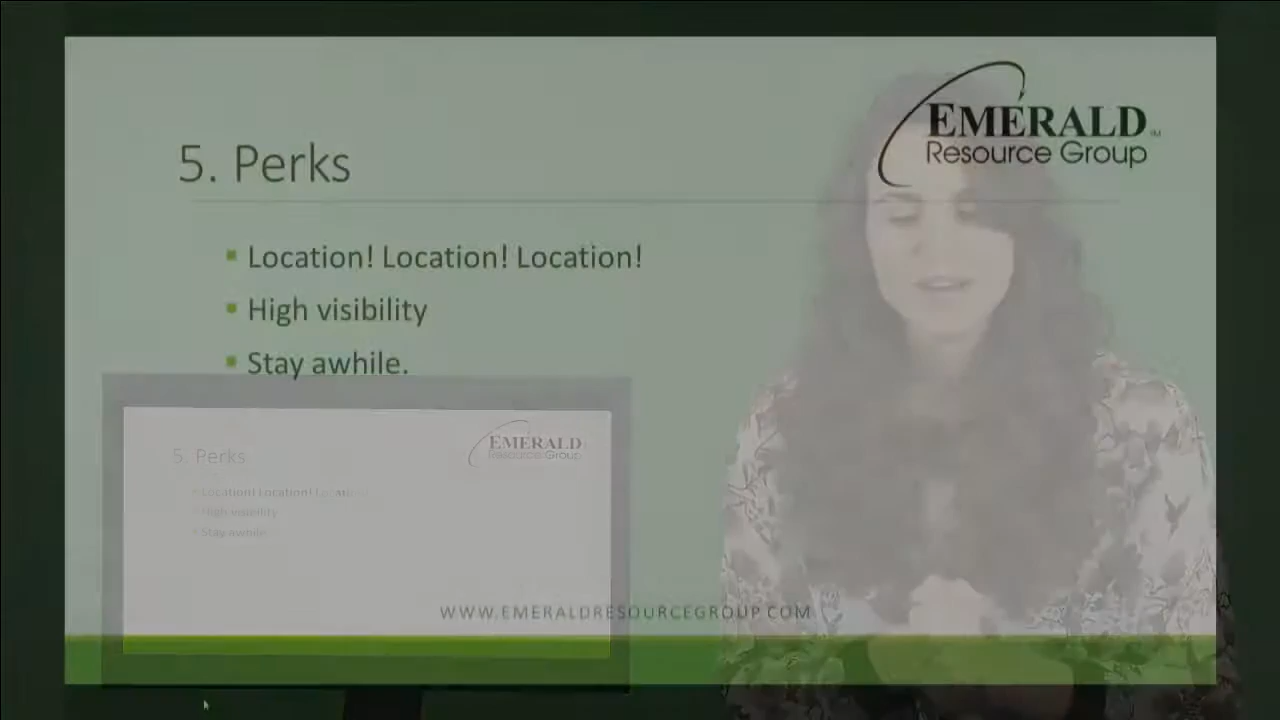 EMERALD
Resource Group
5. Perks
Location! Location! Location!
High visibility
Stay awhile.
EMERALD
Resource Group
5. Perks
Location! Location! Location!
High visibility
Stay awhile.
WWW.EMERALDRESOURCEGROUP.COM